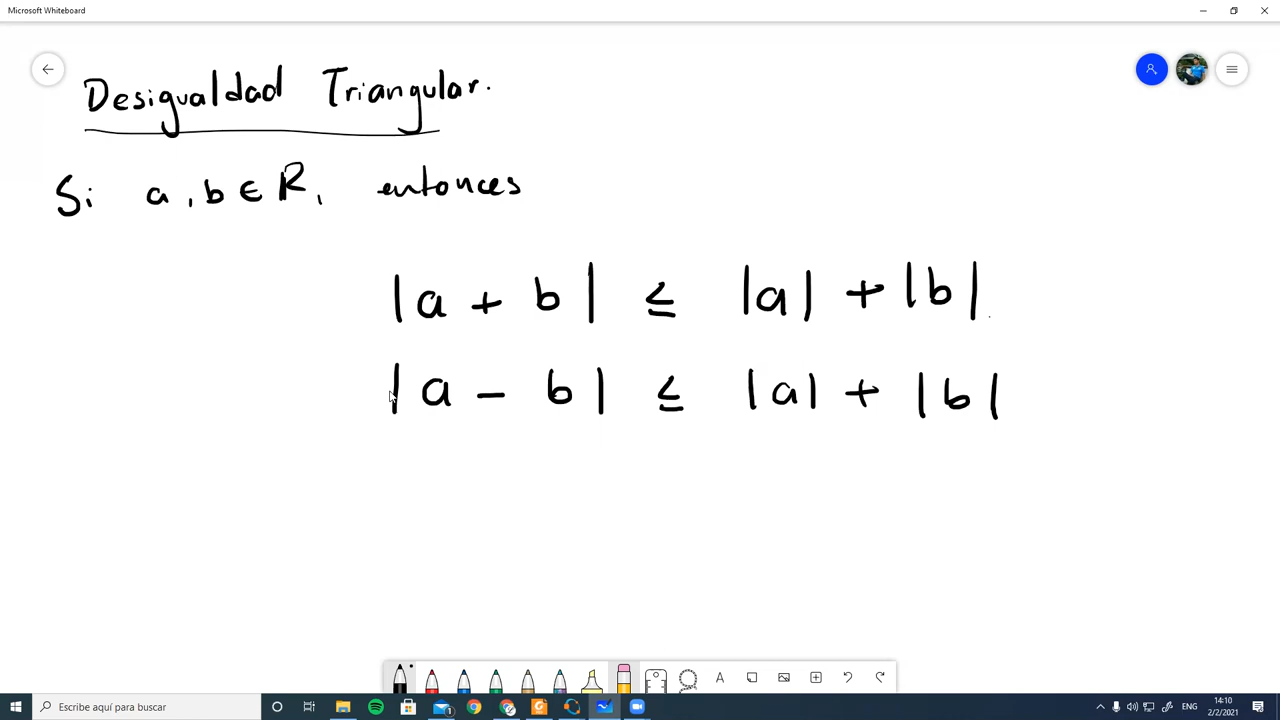 Microsoft Whiteboard
Desigualdad Triangular.
Si a, b ∈ R, entonces
|a + b| ≤ |a| + |b|.
|a - b| ≤ |a| + |b|
A
Escribe aquí para buscar
ENG
14:10
2/2/2021